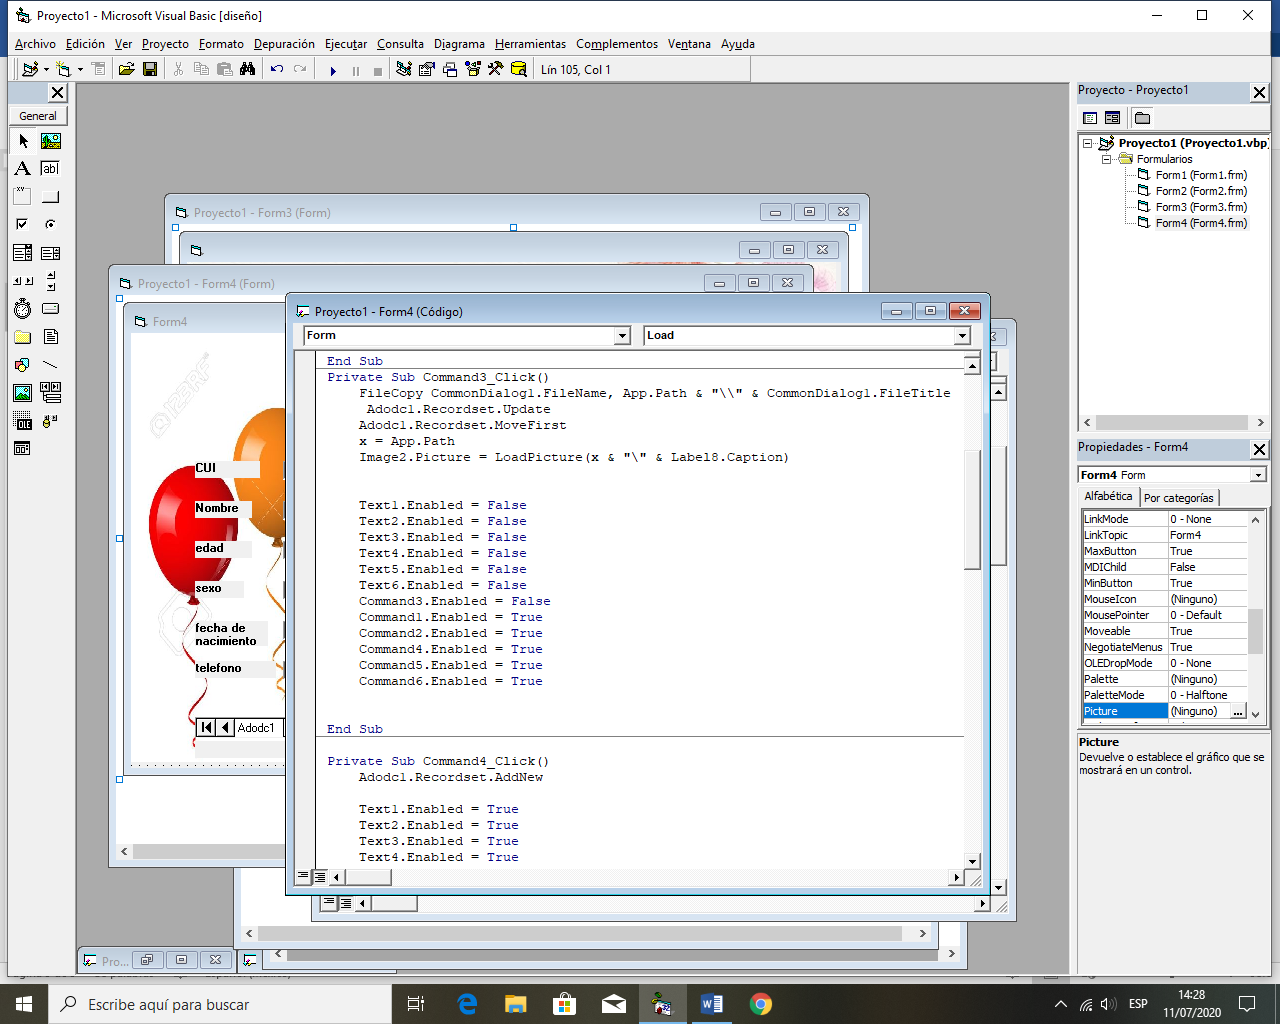 Proyecto1 - Microsoft Visual Basic [diseño]
Archivo Edición Ver Proyecto Formato Depuración Ejecutar Consulta Diagrama Herramientas Complementos Ventana Ayuda
Lín 105, Col 1
General
Proyecto1 - Form3 (Form)
Proyecto1 - Form4 (Form)
Form4
123RF
CUI
Nombre
edad
sexo
fecha de
nacimiento
telefono
Adodc1
Proyecto1 - Form4 (Código)
Form Load
End Sub
Private Sub Command3_Click()
FileCopy CommonDialog1.FileName, App.Path & "\\" & CommonDialog1.FileTitle
Adodc1.Recordset.Update
Adodc1.Recordset.MoveFirst
x = App.Path
Image2.Picture = LoadPicture(x & "\" & Label8.Caption)
Text1.Enabled = False
Text2.Enabled = False
Text3.Enabled = False
Text4.Enabled = False
Text5.Enabled = False
Text6.Enabled = False
Command3.Enabled = False
Command1.Enabled = True
Command2.Enabled = True
Command4.Enabled = True
Command5.Enabled = True
Command6.Enabled = True
End Sub
Private Sub Command4_Click()
Adodc1.Recordset.AddNew
Text1.Enabled = True
Text2.Enabled = True
Text3.Enabled = True
Text4.Enabled = True
Pro...
Proyecto - Proyecto1
Proyecto1 (Proyecto1.vbp)
Formularios
Form1 (Form1.frm)
Form2 (Form2.frm)
Form3 (Form3.frm)
Form4 (Form4.frm)
Propiedades - Form4
Form4 Form
Alfabética Por categorías
LinkMode 0 - None
LinkTopic Form4
MaxButton True
MDIChild False
MinButton True
MouseIcon (Ninguno)
MousePointer 0 - Default
Moveable True
NegotiateMenus True
OLEDropMode 0 - None
Palette (Ninguno)
PaletteMode 0 - Halftone
Picture (Ninguno) ...
Picture
Devuelve o establece el gráfico que se
mostrará en un control.
Escribe aquí para buscar
ESP
14:28
11/07/2020